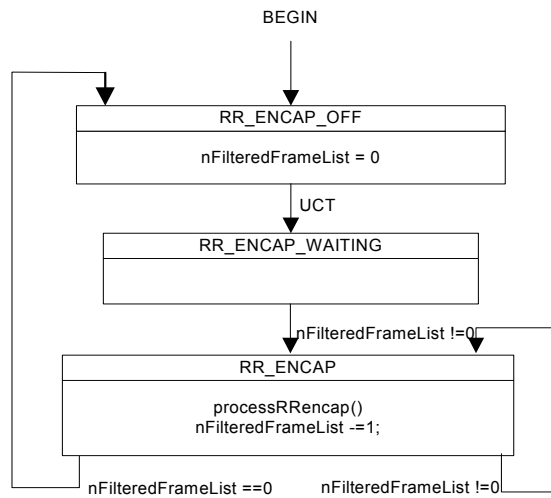 BEGIN
RR_ENCAP_OFF
nFilteredFrameList = 0
UCT
RR_ENCAP_WAITING
nFilteredFrameList !=0
RR_ENCAP
processRRencap()
nFilteredFrameList -=1;
nFilteredFrameList ==0
nFilteredFrameList !=0